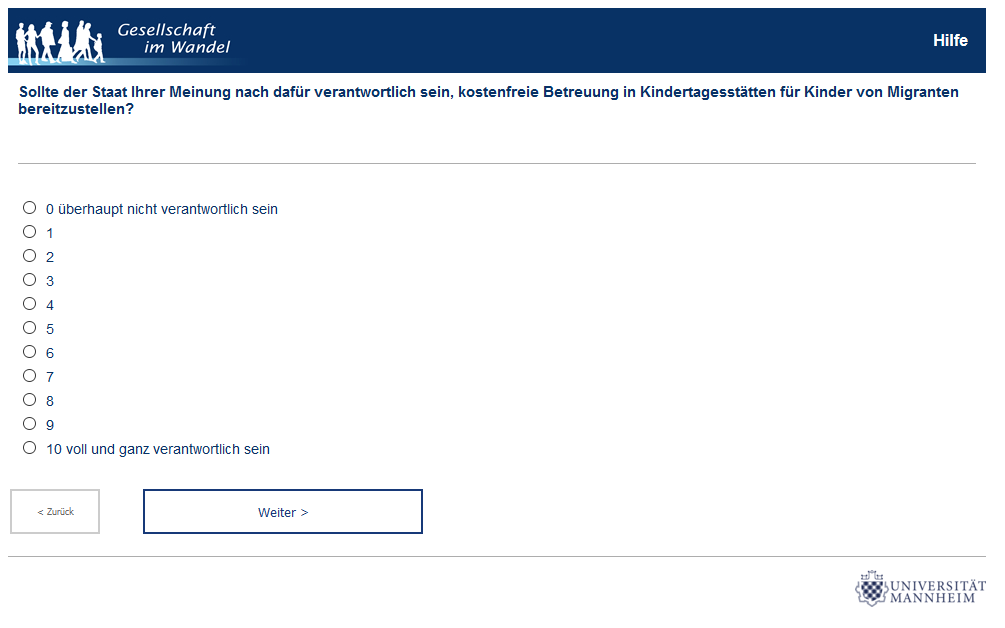 Gesellschaft
im Wandel
Hilfe
Sollte der Staat Ihrer Meinung nach dafür verantwortlich sein, kostenfreie Betreuung in Kindertagesstätten für Kinder von Migranten
bereitzustellen?
0 überhaupt nicht verantwortlich sein
1
2
3
4
5
6
7
8
9
10 voll und ganz verantwortlich sein
< Zurück
Weiter >
UNIVERSITÄT
MANNHEIM